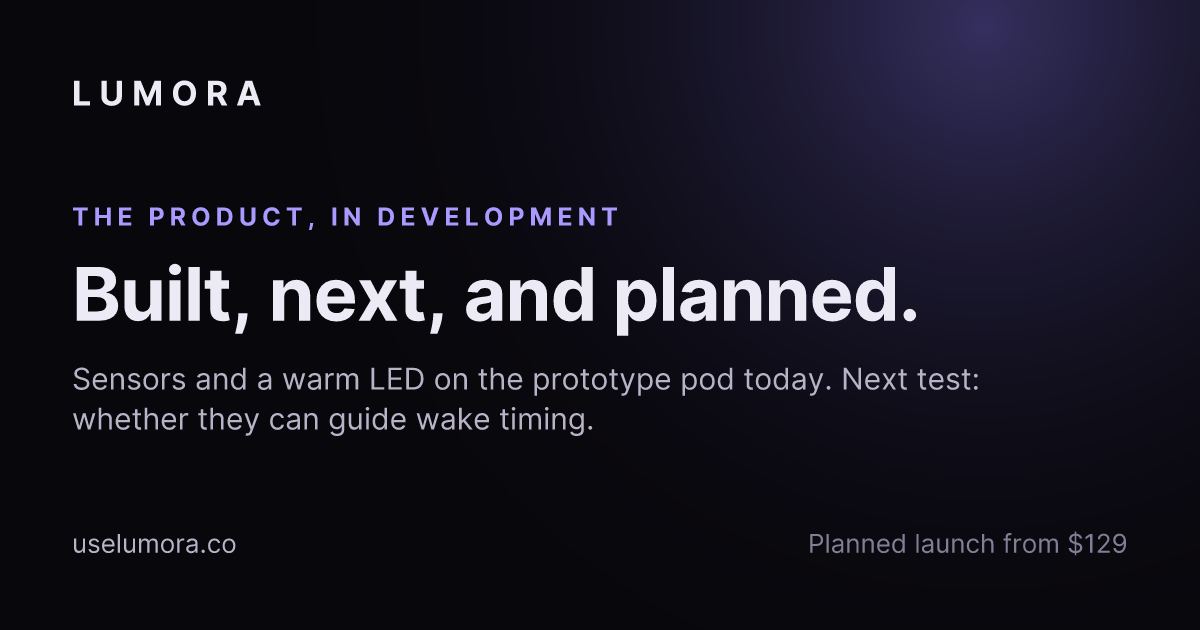 LUMORA
THE PRODUCT, IN DEVELOPMENT
Built, next, and planned.
Sensors and a warm LED on the prototype pod today. Next test:
whether they can guide wake timing.
uselumora.co
Planned launch from $129